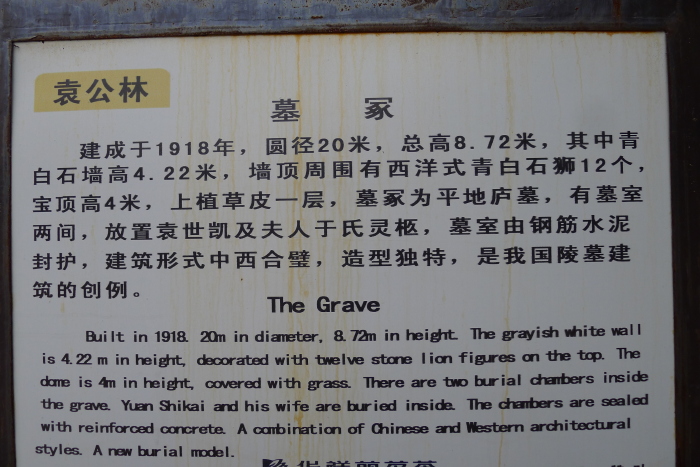 袁公林
墓冢
建成于1918年，圆径20米，总高8.72米，其中青
白石墙高4.22米，墙顶周围有西洋式青白石狮12个，
宝顶高4米，上植草皮一层，墓冢为平地庐墓，有墓室
两间，放置袁世凯及夫人于氏灵柩，墓室由钢筋水泥
封护，建筑形式中西合璧，造型独特，是我国陵墓建
筑的创例。
The Grave
Built in 1918. 20m in diameter, 8.72m in height. The grayish white wall
is 4.22 m in height, decorated with twelve stone lion figures on the top. The
dome is 4m in height, covered with grass. There are two burial chambers inside
the grave. Yuan Shikai and his wife are buried inside. The chambers are sealed
with reinforced concrete. A combination of Chinese and Western architectural
styles. A new burial model.